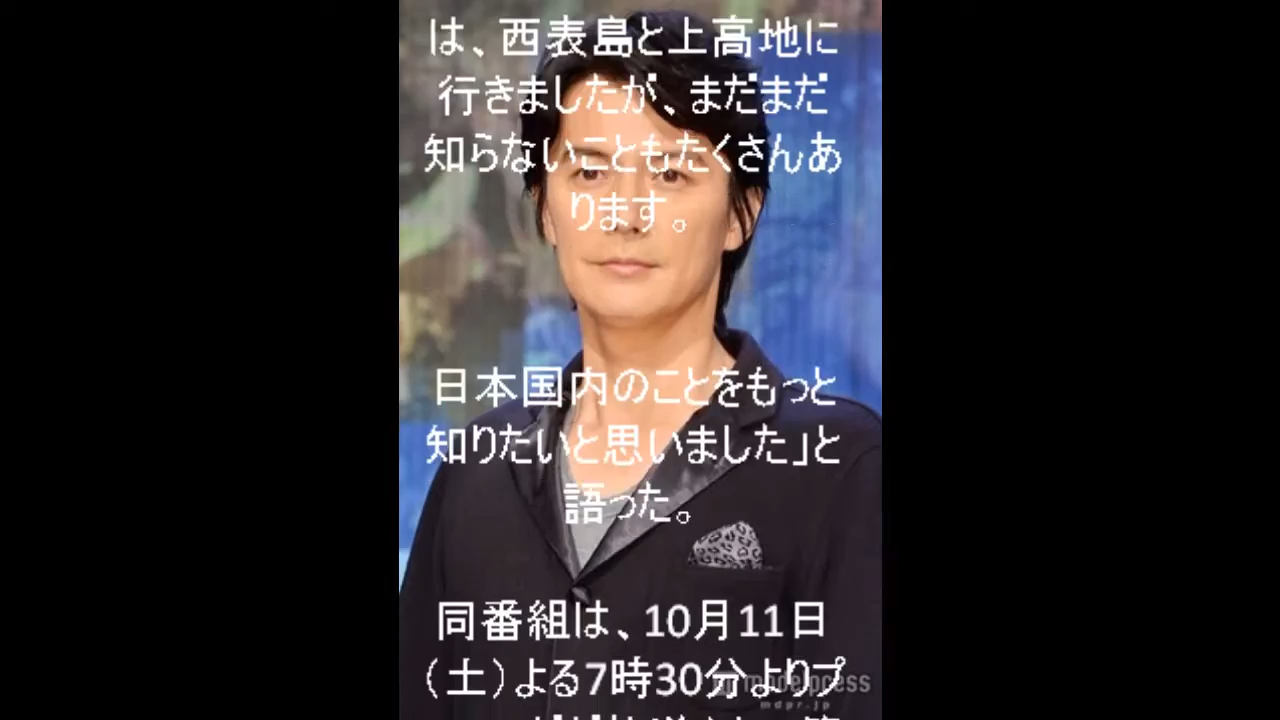 は、西表島と上高地に
行きましたが、まだまだ
知らないこともたくさんあ
ります。
日本国内のことをもっと
知りたいと思いました」と
語った。
同番組は、10月11日
（土）よる7時30分よりプ
modelpress
mdpr.jp